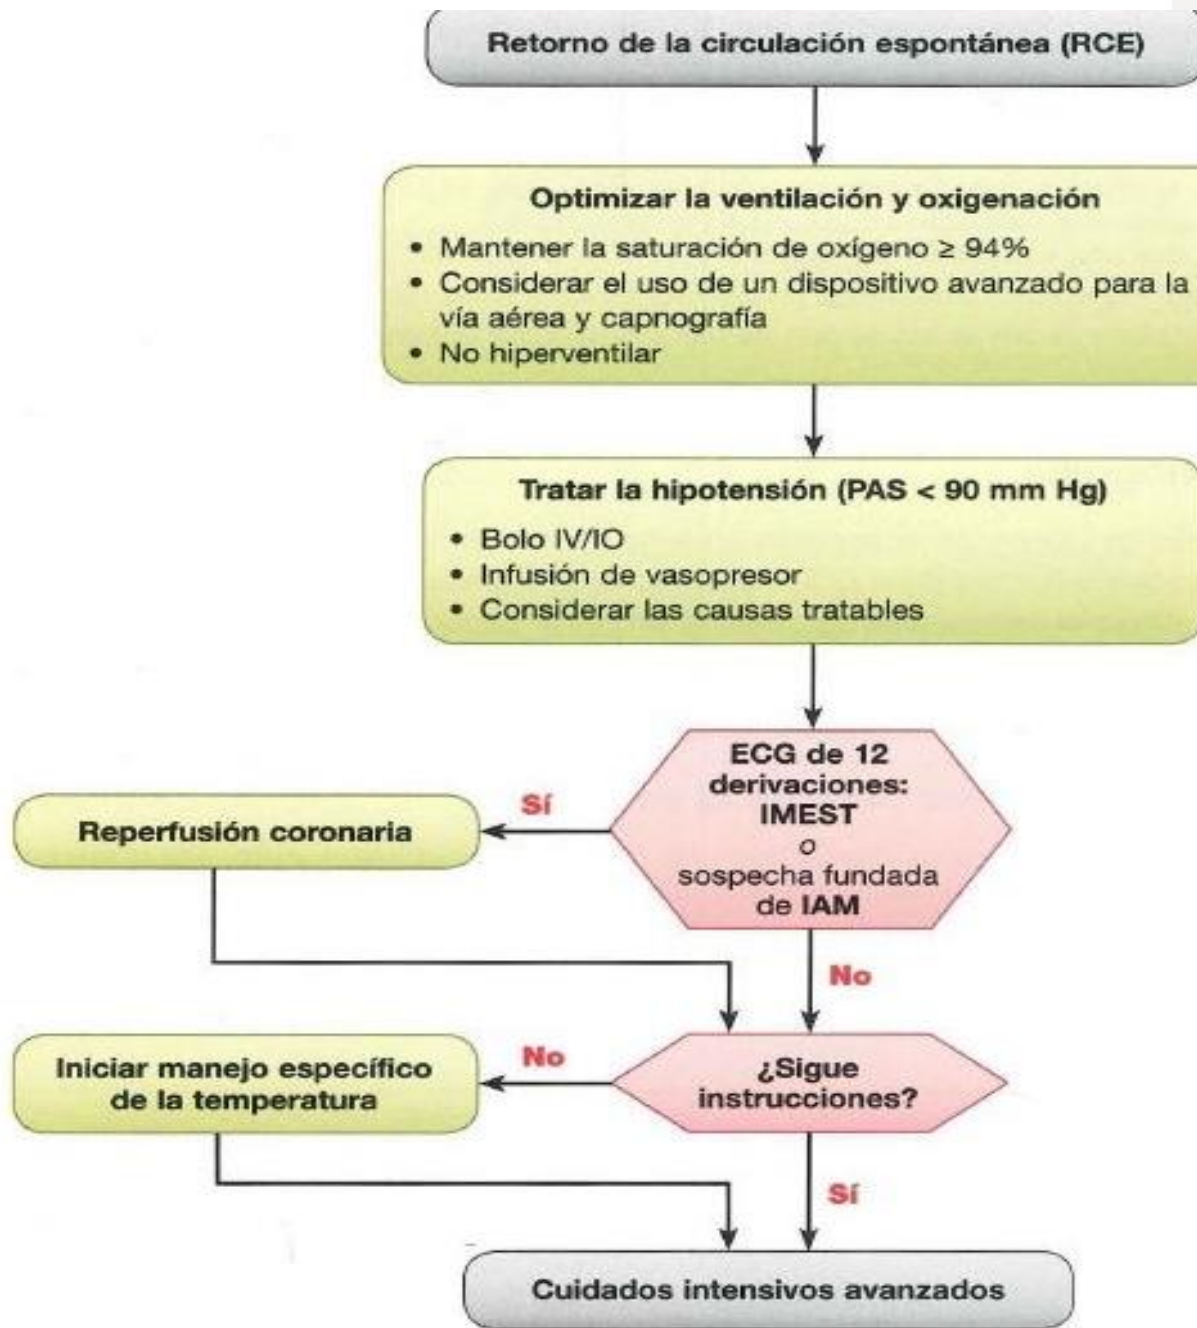 Retorno de la circulación espontánea (RCE)
Optimizar la ventilación y oxigenación
• Mantener la saturación de oxígeno ≥ 94%
• Considerar el uso de un dispositivo avanzado para la
vía aérea y capnografía
• No hiperventilar
Tratar la hipotensión (PAS < 90 mm Hg)
• Bolo IV/IO
• Infusión de vasopresor
• Considerar las causas tratables
ECG de 12
derivaciones:
IMEST
o
sospecha fundada
de IAM
Sí
Reperfusión coronaria
No
¿Sigue
instrucciones?
No
Iniciar manejo específico
de la temperatura
Sí
Cuidados intensivos avanzados